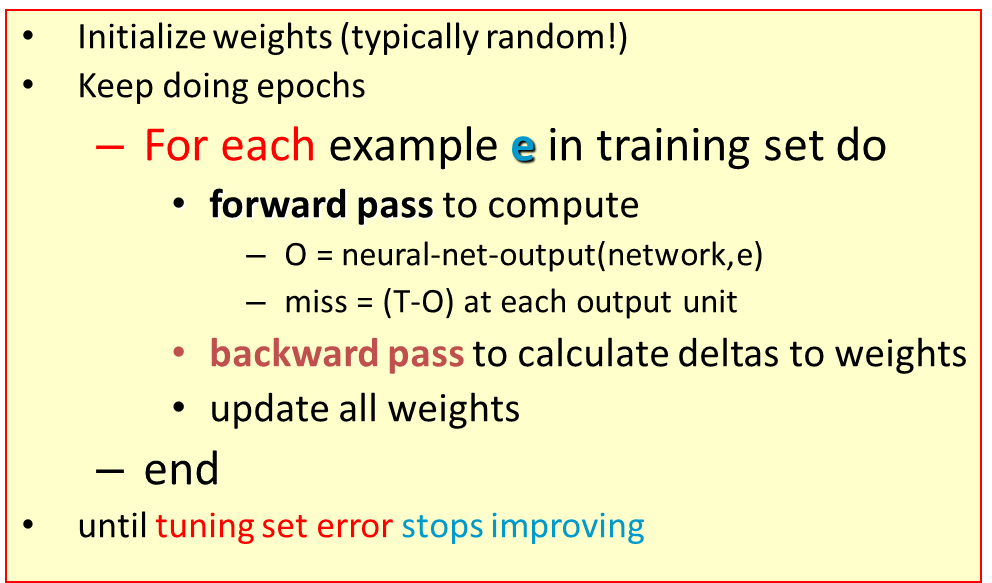 • Initialize weights (typically random!)
• Keep doing epochs
– For each example e in training set do
• forward pass to compute
– O = neural-net-output(network,e)
– miss = (T-O) at each output unit
• backward pass to calculate deltas to weights
• update all weights
– end
• until tuning set error stops improving